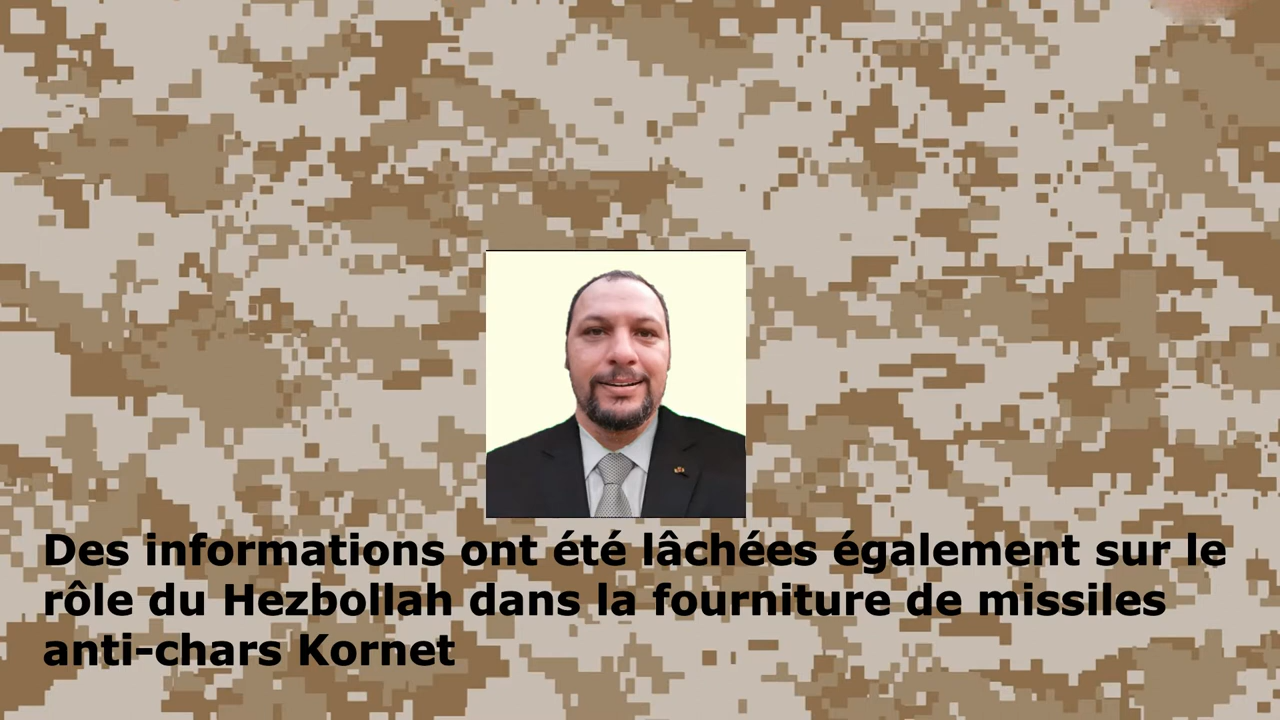 Des informations ont été lâchées également sur le
rôle du Hezbollah dans la fourniture de missiles
anti-chars Kornet